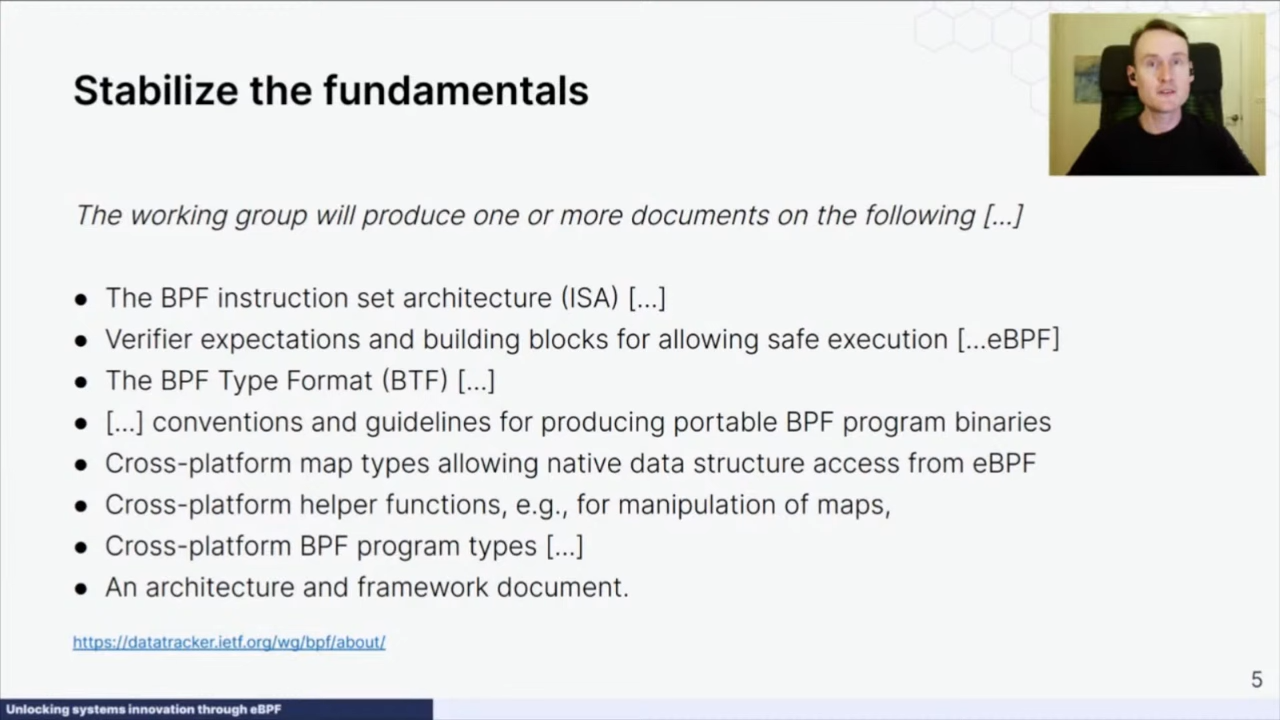 Stabilize the fundamentals
The working group will produce one or more documents on the following [...]
● The BPF instruction set architecture (ISA) [...]
● Verifier expectations and building blocks for allowing safe execution [...eBPF]
● The BPF Type Format (BTF) [...]
● [...] conventions and guidelines for producing portable BPF program binaries
● Cross-platform map types allowing native data structure access from eBPF
● Cross-platform helper functions, e.g., for manipulation of maps,
● Cross-platform BPF program types [...]
● An architecture and framework document.
https://datatracker.ietf.org/wg/bpf/about/
5
Unlocking systems innovation through eBPF